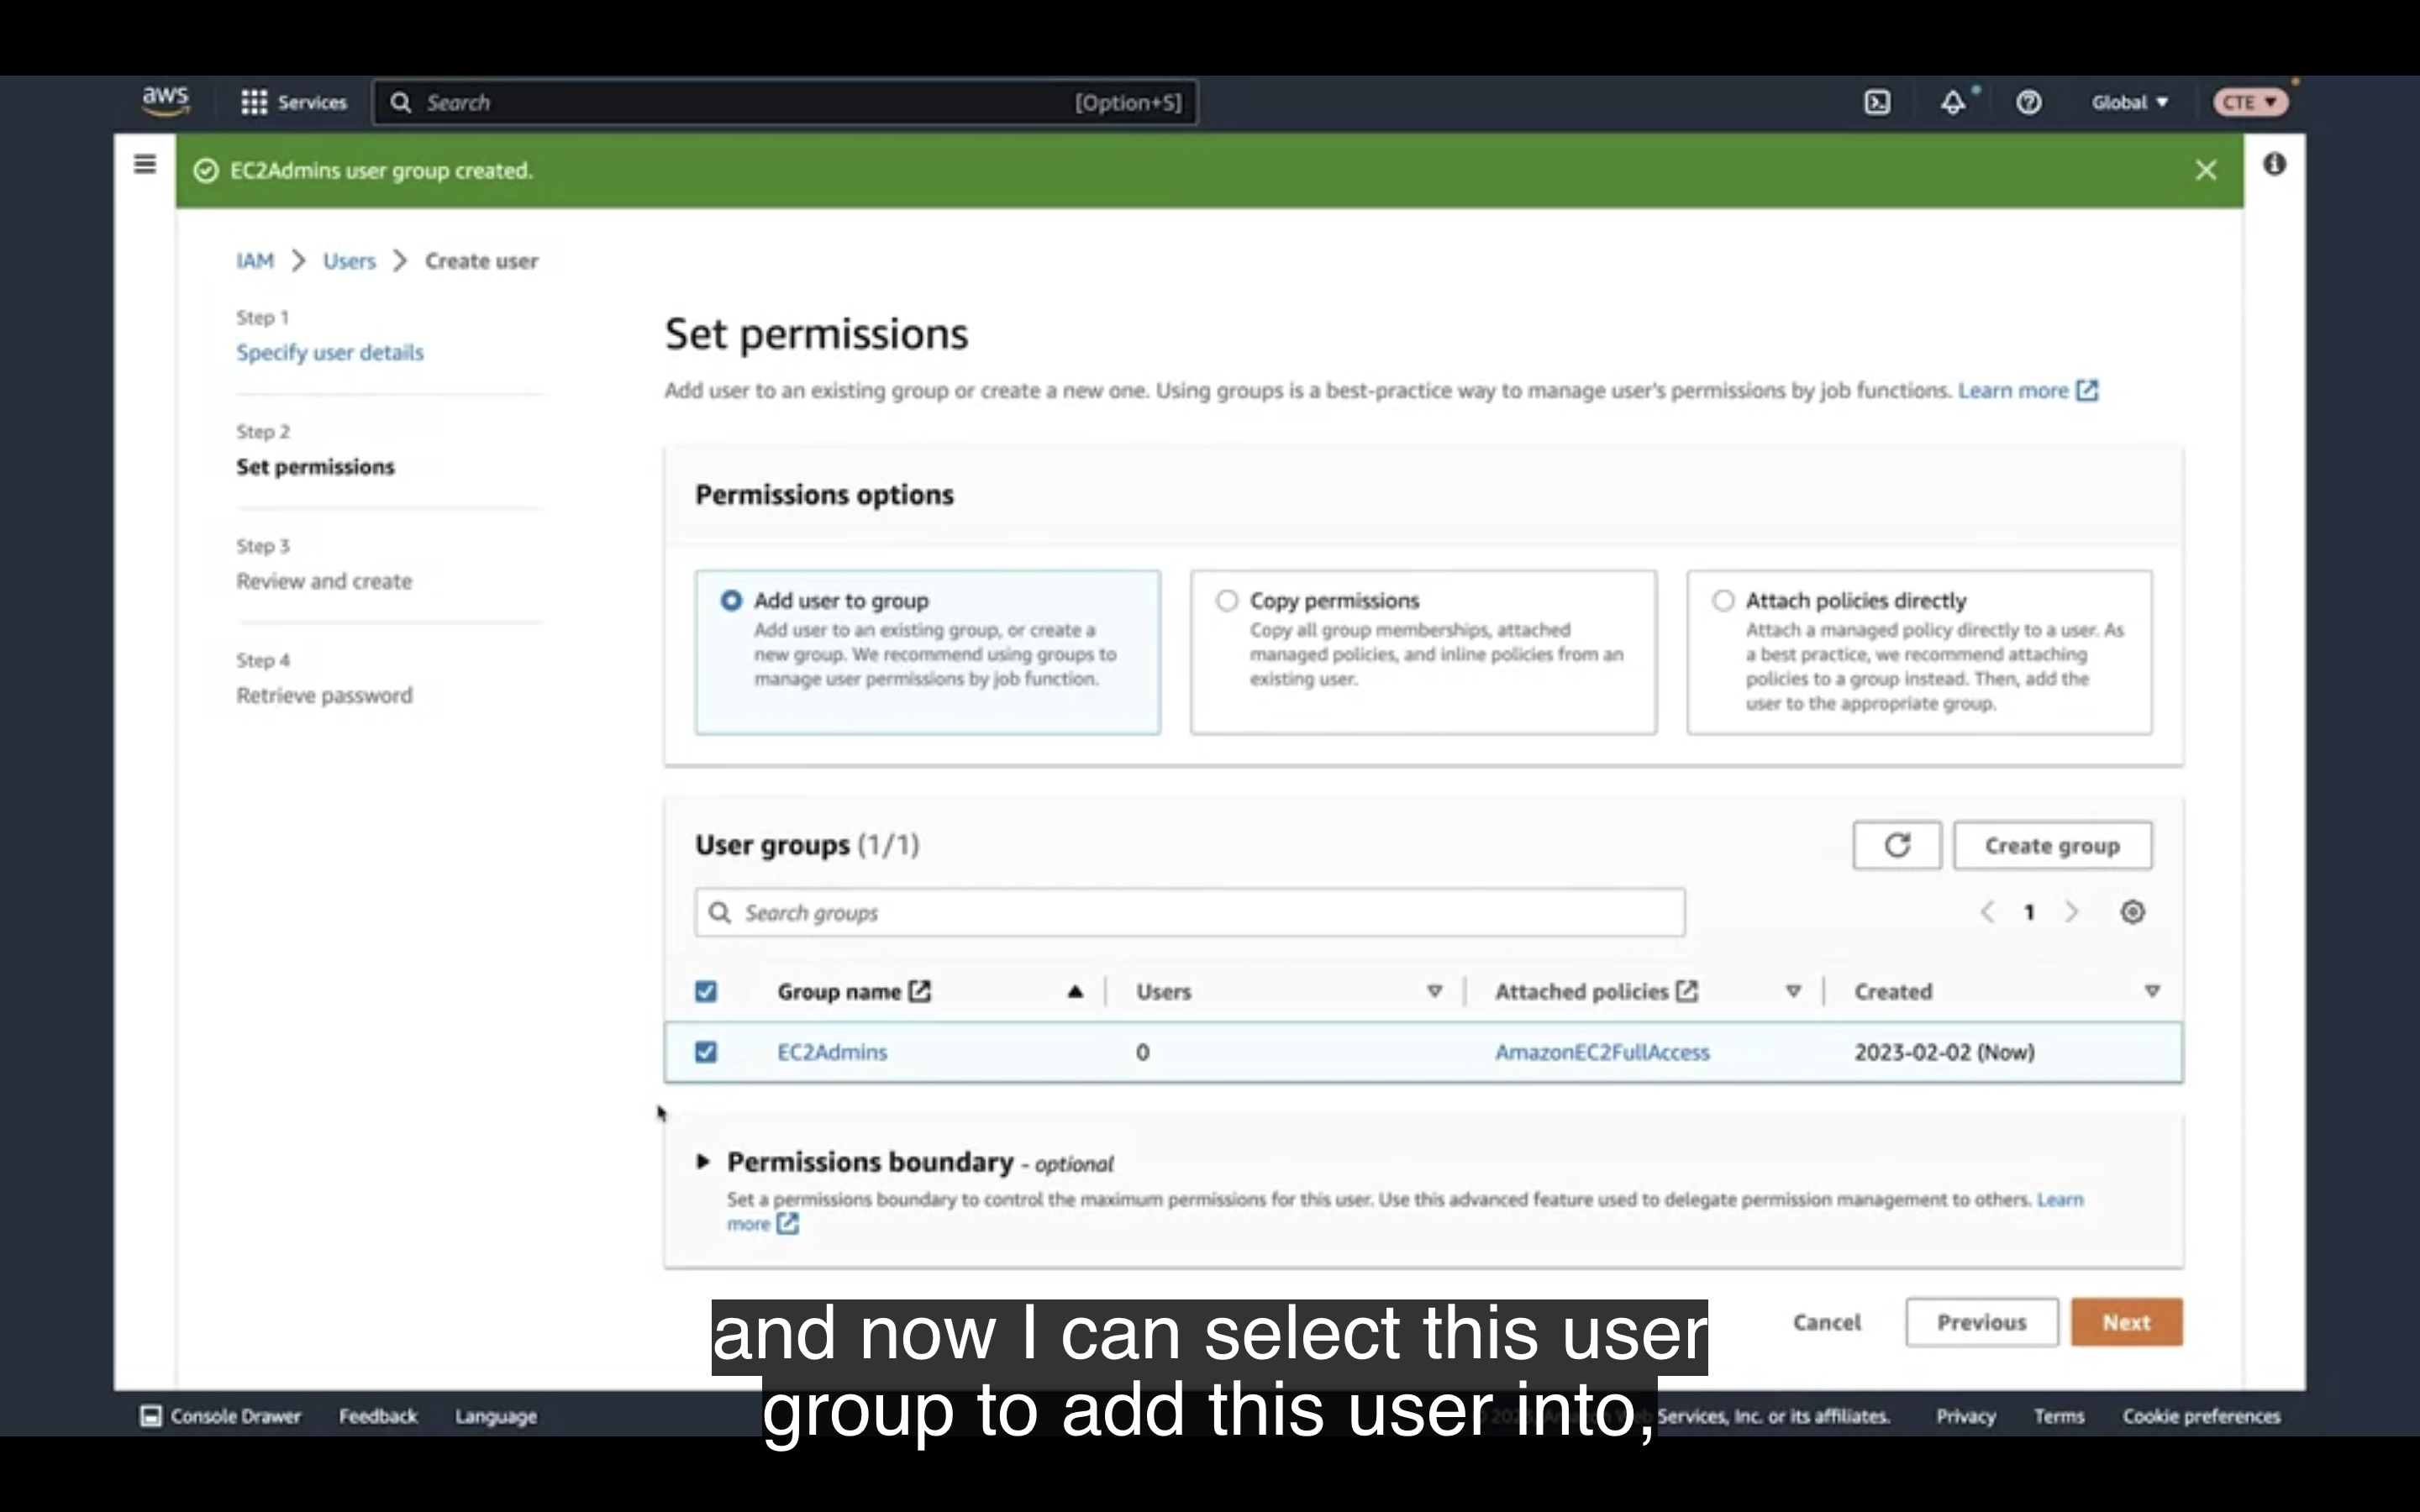 aws
Services
Search
[Option+S]
Global
CTE
EC2Admins user group created.
IAM > Users > Create user
Step 1
Specify user details
Step 2
Set permissions
Step 3
Review and create
Step 4
Retrieve password
Set permissions
Add user to an existing group or create a new one. Using groups is a best-practice way to manage user's permissions by job functions. Learn more
Permissions options
Add user to group
Add user to an existing group, or create a
new group. We recommend using groups to
manage user permissions by job function.
Copy permissions
Copy all group memberships, attached
managed policies, and inline policies from an
existing user.
Attach policies directly
Attach a managed policy directly to a user. As
a best practice, we recommend attaching
policies to a group instead. Then, add the
user to the appropriate group.
User groups (1/1)
Create group
Search groups
1
Group name
Users
Attached policies
Created
EC2Admins
0
AmazonEC2FullAccess
2023-02-02 (Now)
Permissions boundary - optional
Set a permissions boundary to control the maximum permissions for this user. Use this advanced feature used to delegate permission management to others. Learn
more
Cancel
Previous
Next
and now I can select this user
group to add this user into,
Console Drawer
Feedback
Language
Services, Inc. or its affiliates.
Privacy
Terms
Cookie preferences